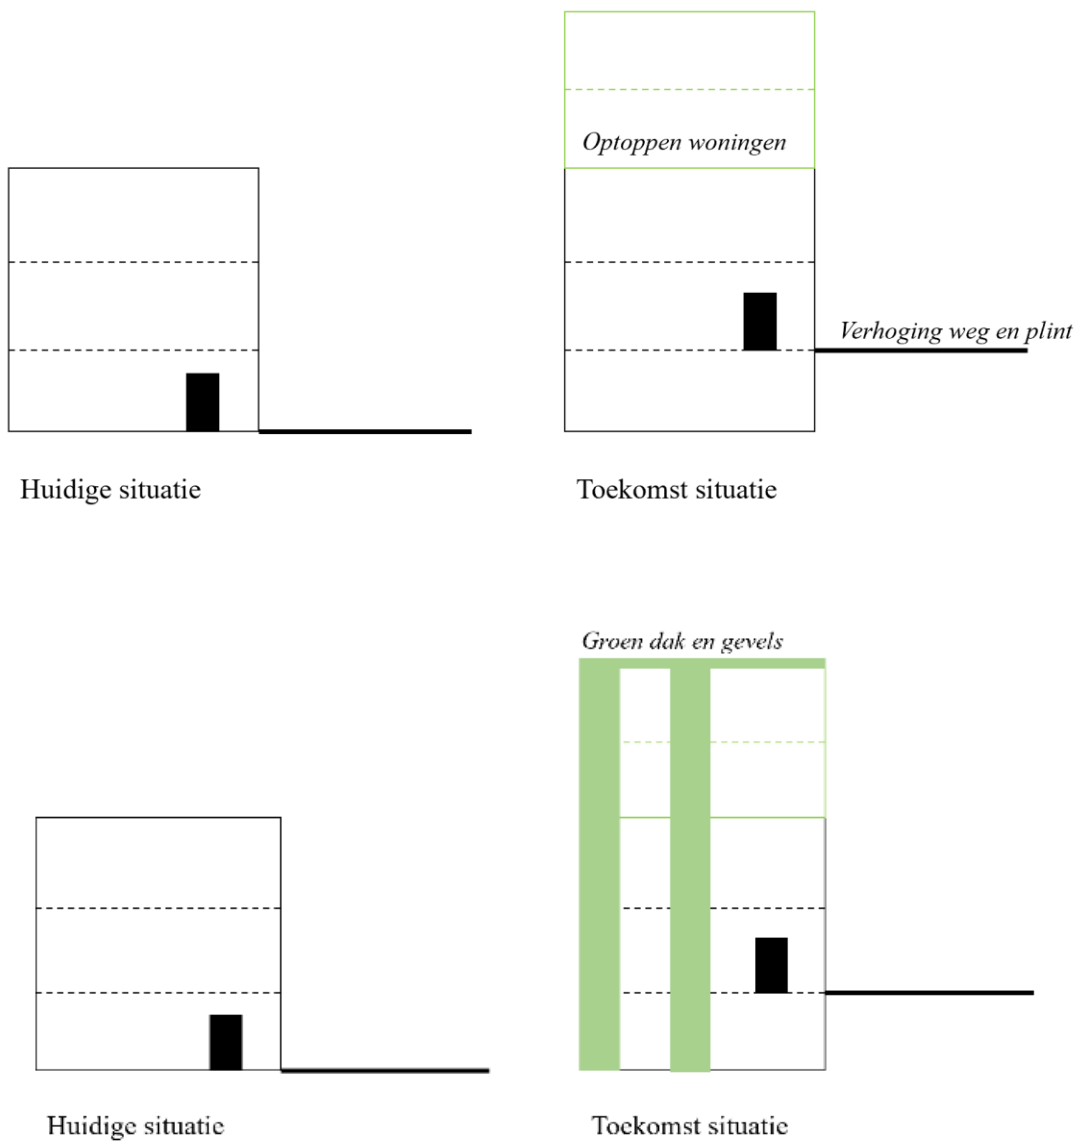 Optoppen woningen
Verhoging weg en plint
Huidige situatie
Toekomst situatie
Groen dak en gevels
Huidige situatie
Toekomst situatie